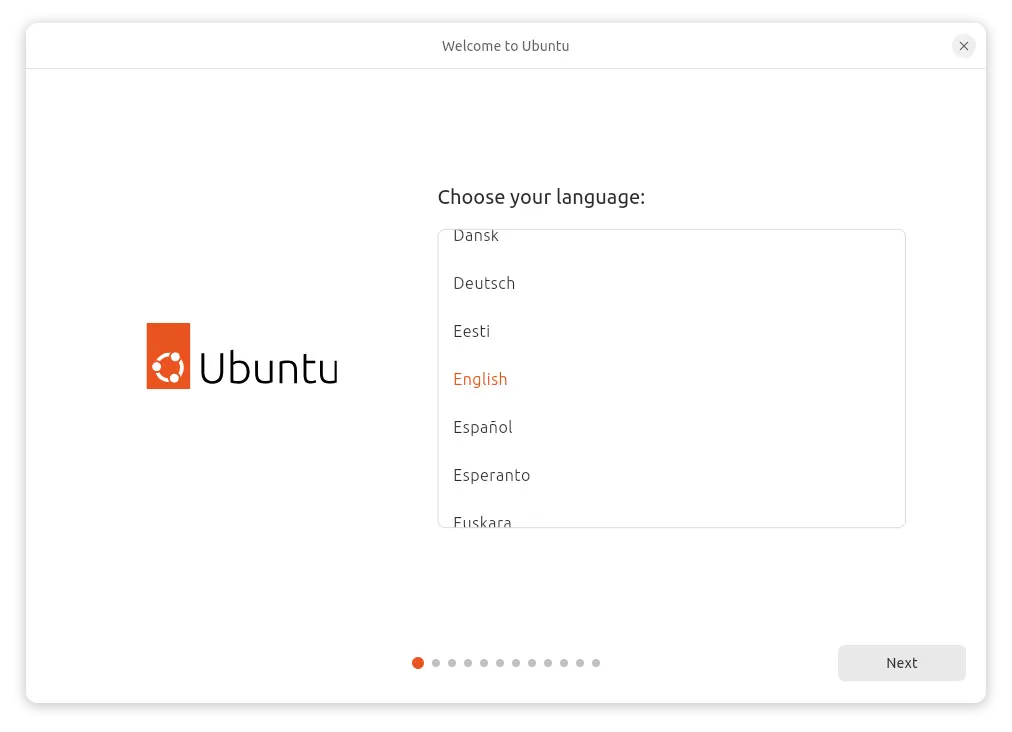 Welcome to Ubuntu
Choose your language:
Dansk
Deutsch
Eesti
English
Español
Esperanto
Euskara
Ubuntu
Next